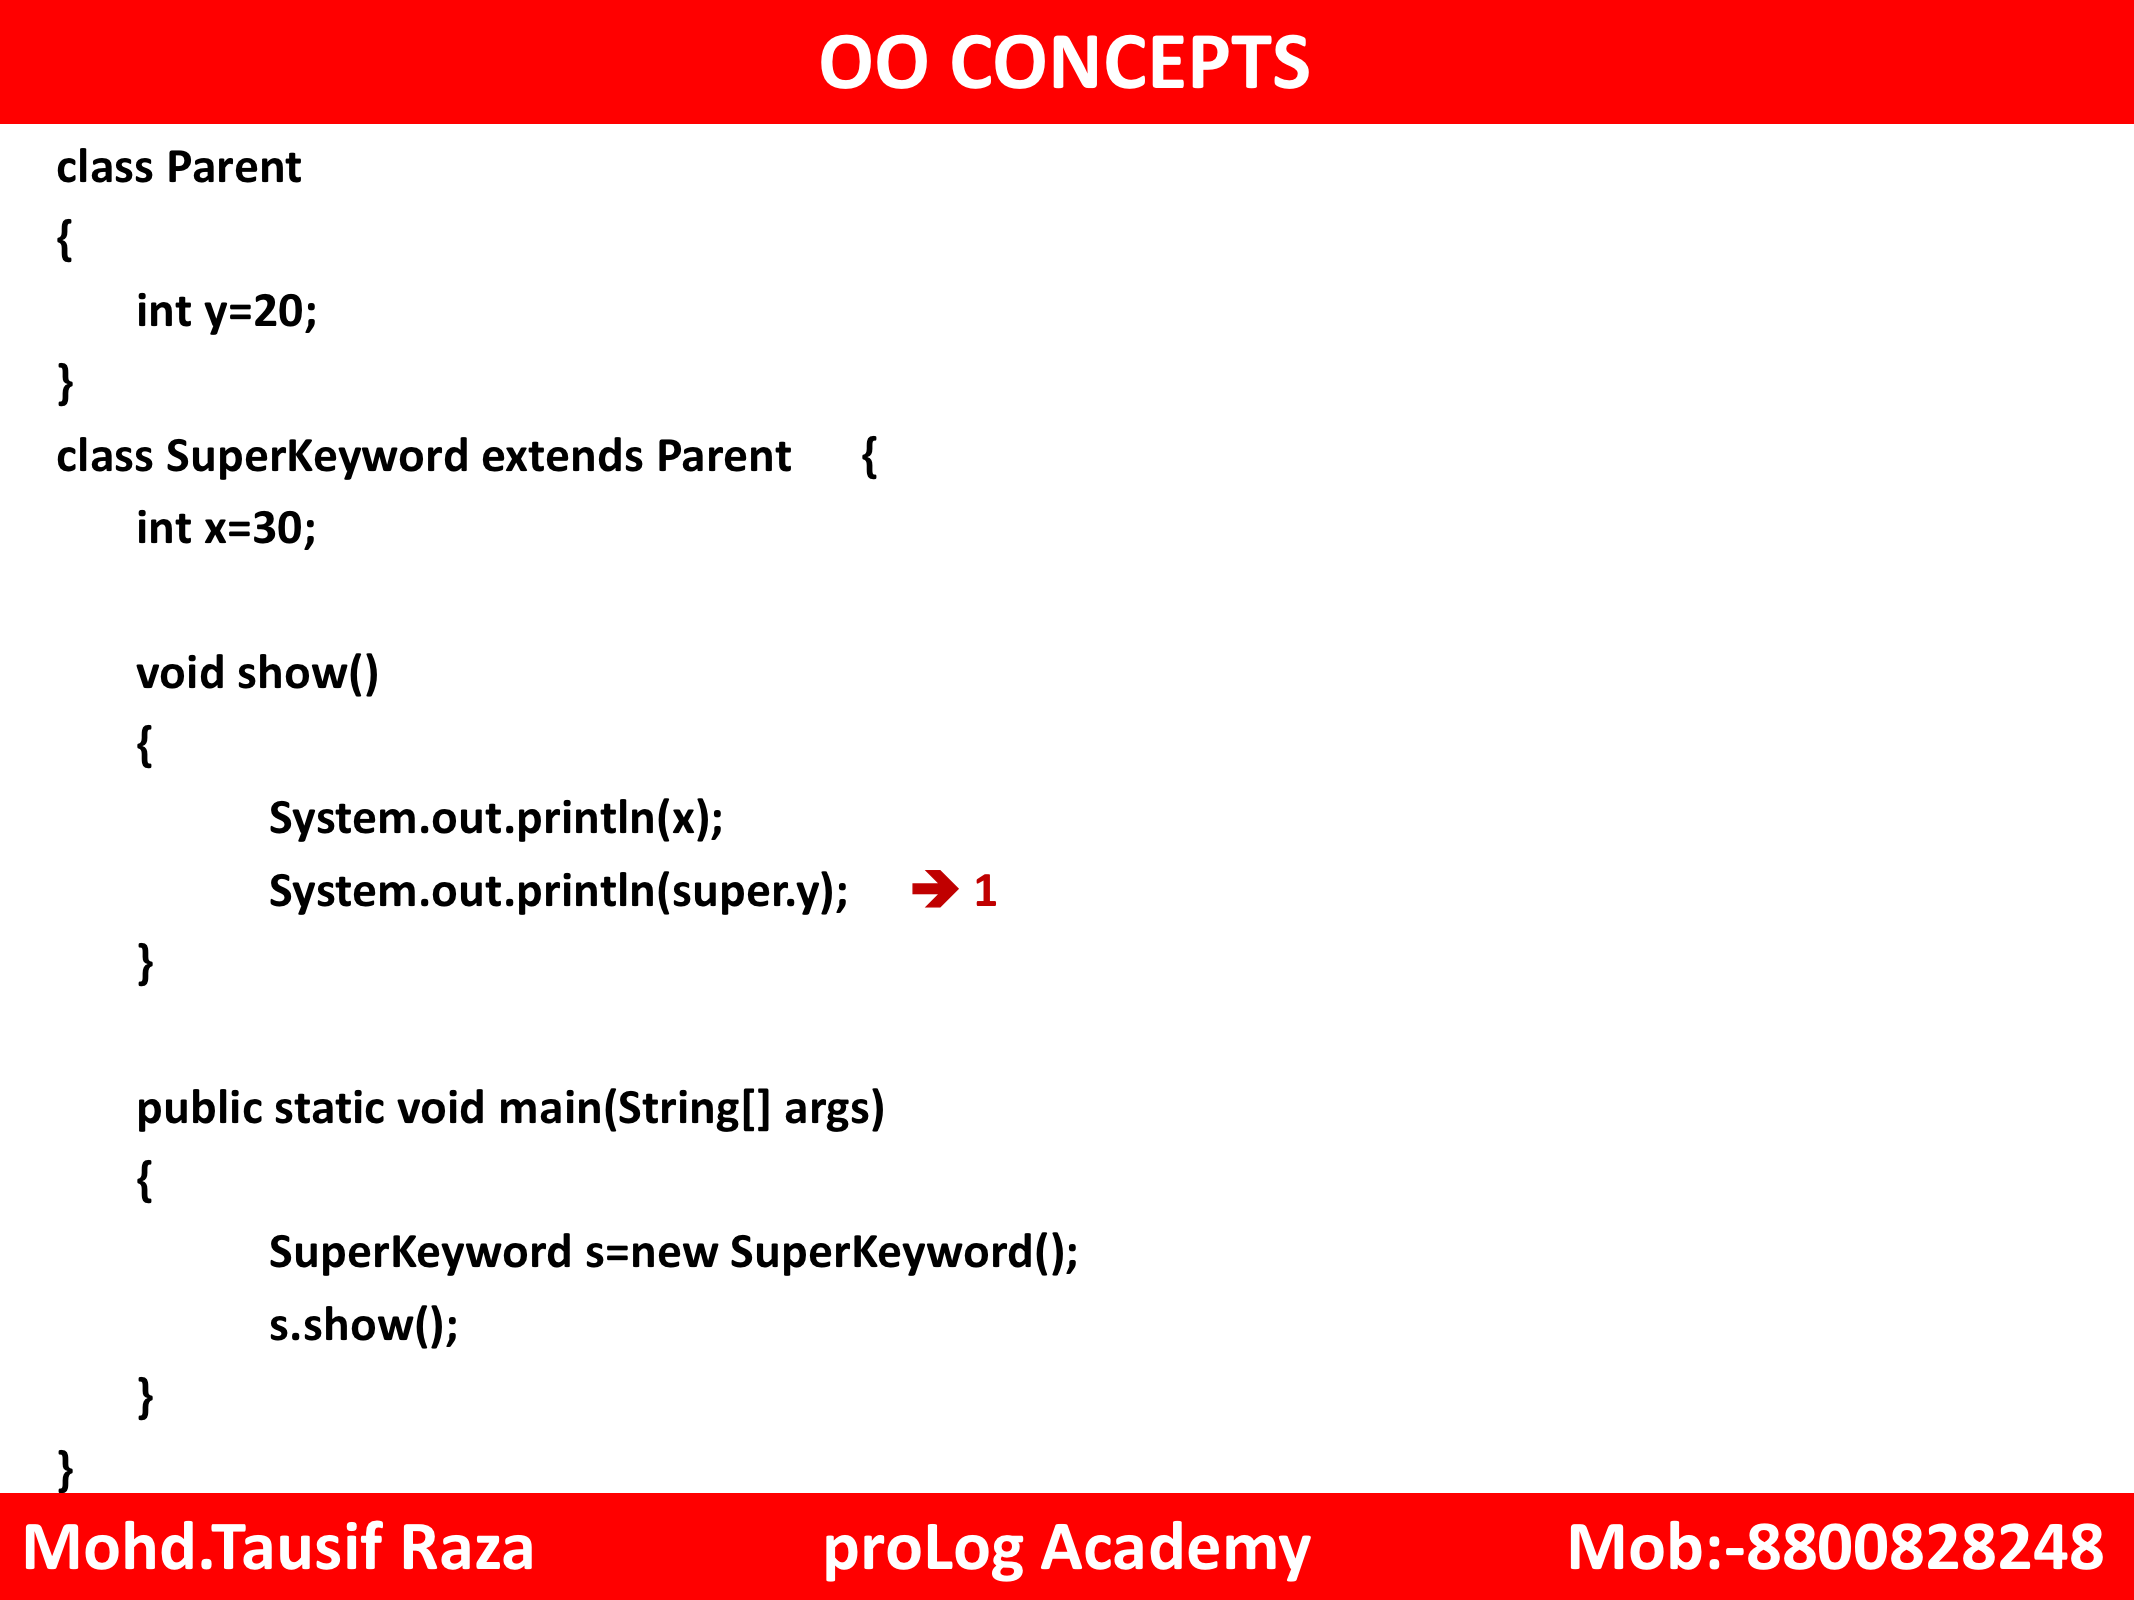 OO CONCEPTS
class Parent
{
int y=20;
}
class SuperKeyword extends Parent {
int x=30;
void show()
{
System.out.println(x);
System.out.println(super.y); 🡺 1
}
public static void main(String[] args)
{
SuperKeyword s=new SuperKeyword();
s.show();
}
}
Mohd.Tausif Raza proLog Academy Mob:-8800828248